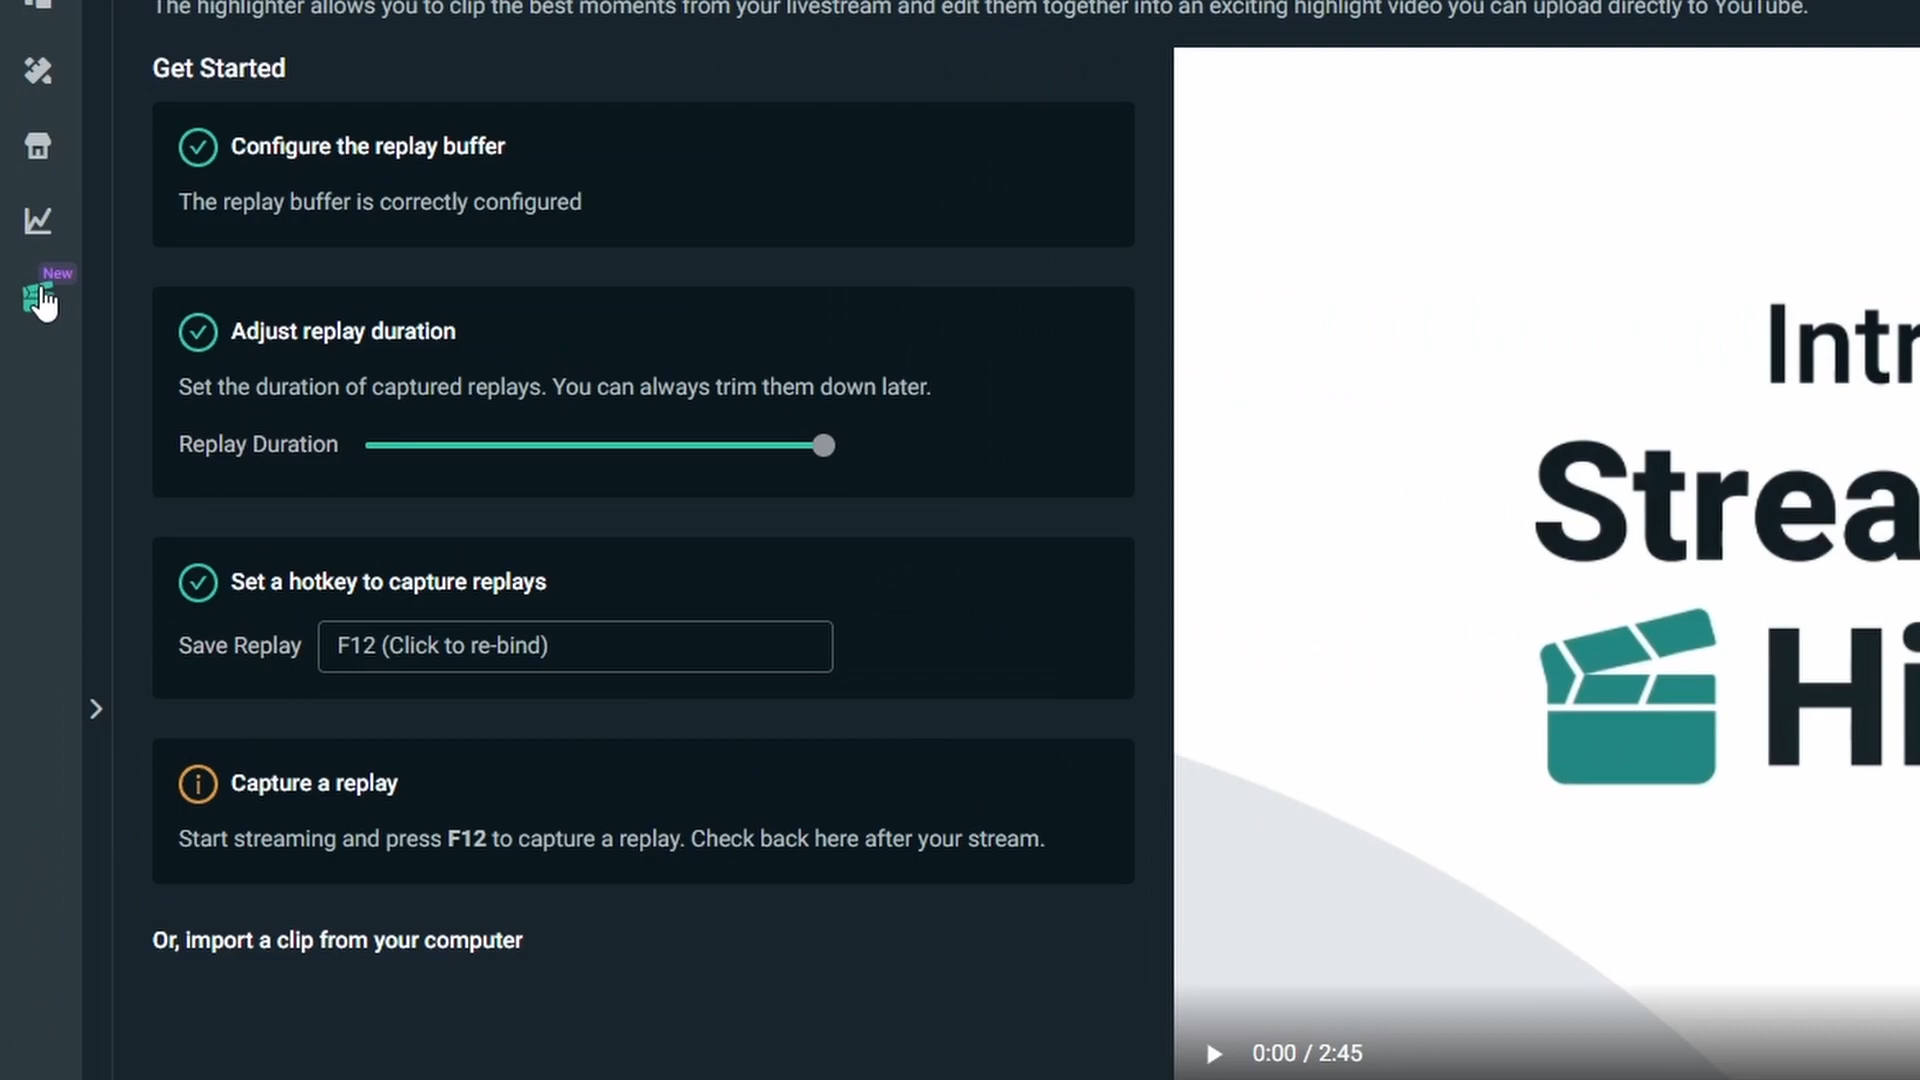 The highlighter allows you to clip the best moments from your livestream and edit them together into an exciting highlight video you can upload directly to YouTube.
Get Started
Configure the replay buffer
The replay buffer is correctly configured
New
Adjust replay duration
Set the duration of captured replays. You can always trim them down later.
Replay Duration
Set a hotkey to capture replays
Save Replay F12 (Click to re-bind)
Capture a replay
Start streaming and press F12 to capture a replay. Check back here after your stream.
Or, import a clip from your computer
Intr
Strea
Hi
0:00 / 2:45